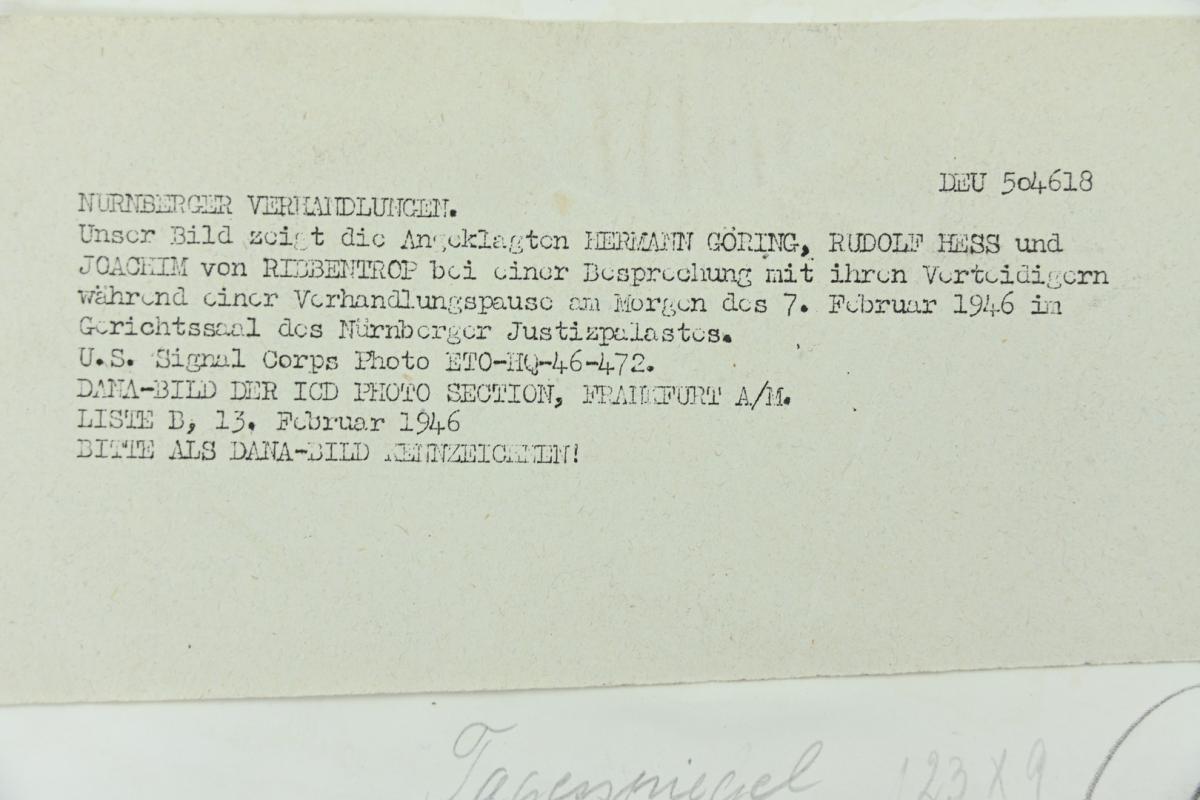 DEU 504618
NURNBERGER VERHANDLUNGEN.
Unser Bild zeigt die Angeklagten HERMANN GÖRING, RUDOLF HESS und
JOACHIM von RIBBENTROP bei einer Besprechung mit ihren Verteidigern
während einer Verhandlungspause am Morgen des 7. Februar 1946 im
Gerichtssaal des Nürnberger Justizpalastes.
U.S. Signal Corps Photo ETO-HQ-46-472.
DANA-BILD DER ICD PHOTO SECTION, FRANKFURT A/M.
LISTE B, 13. Februar 1946
BITTE ALS DANA-BILD KENNZEICHNEN!
Tagesspiegel 123 X 9